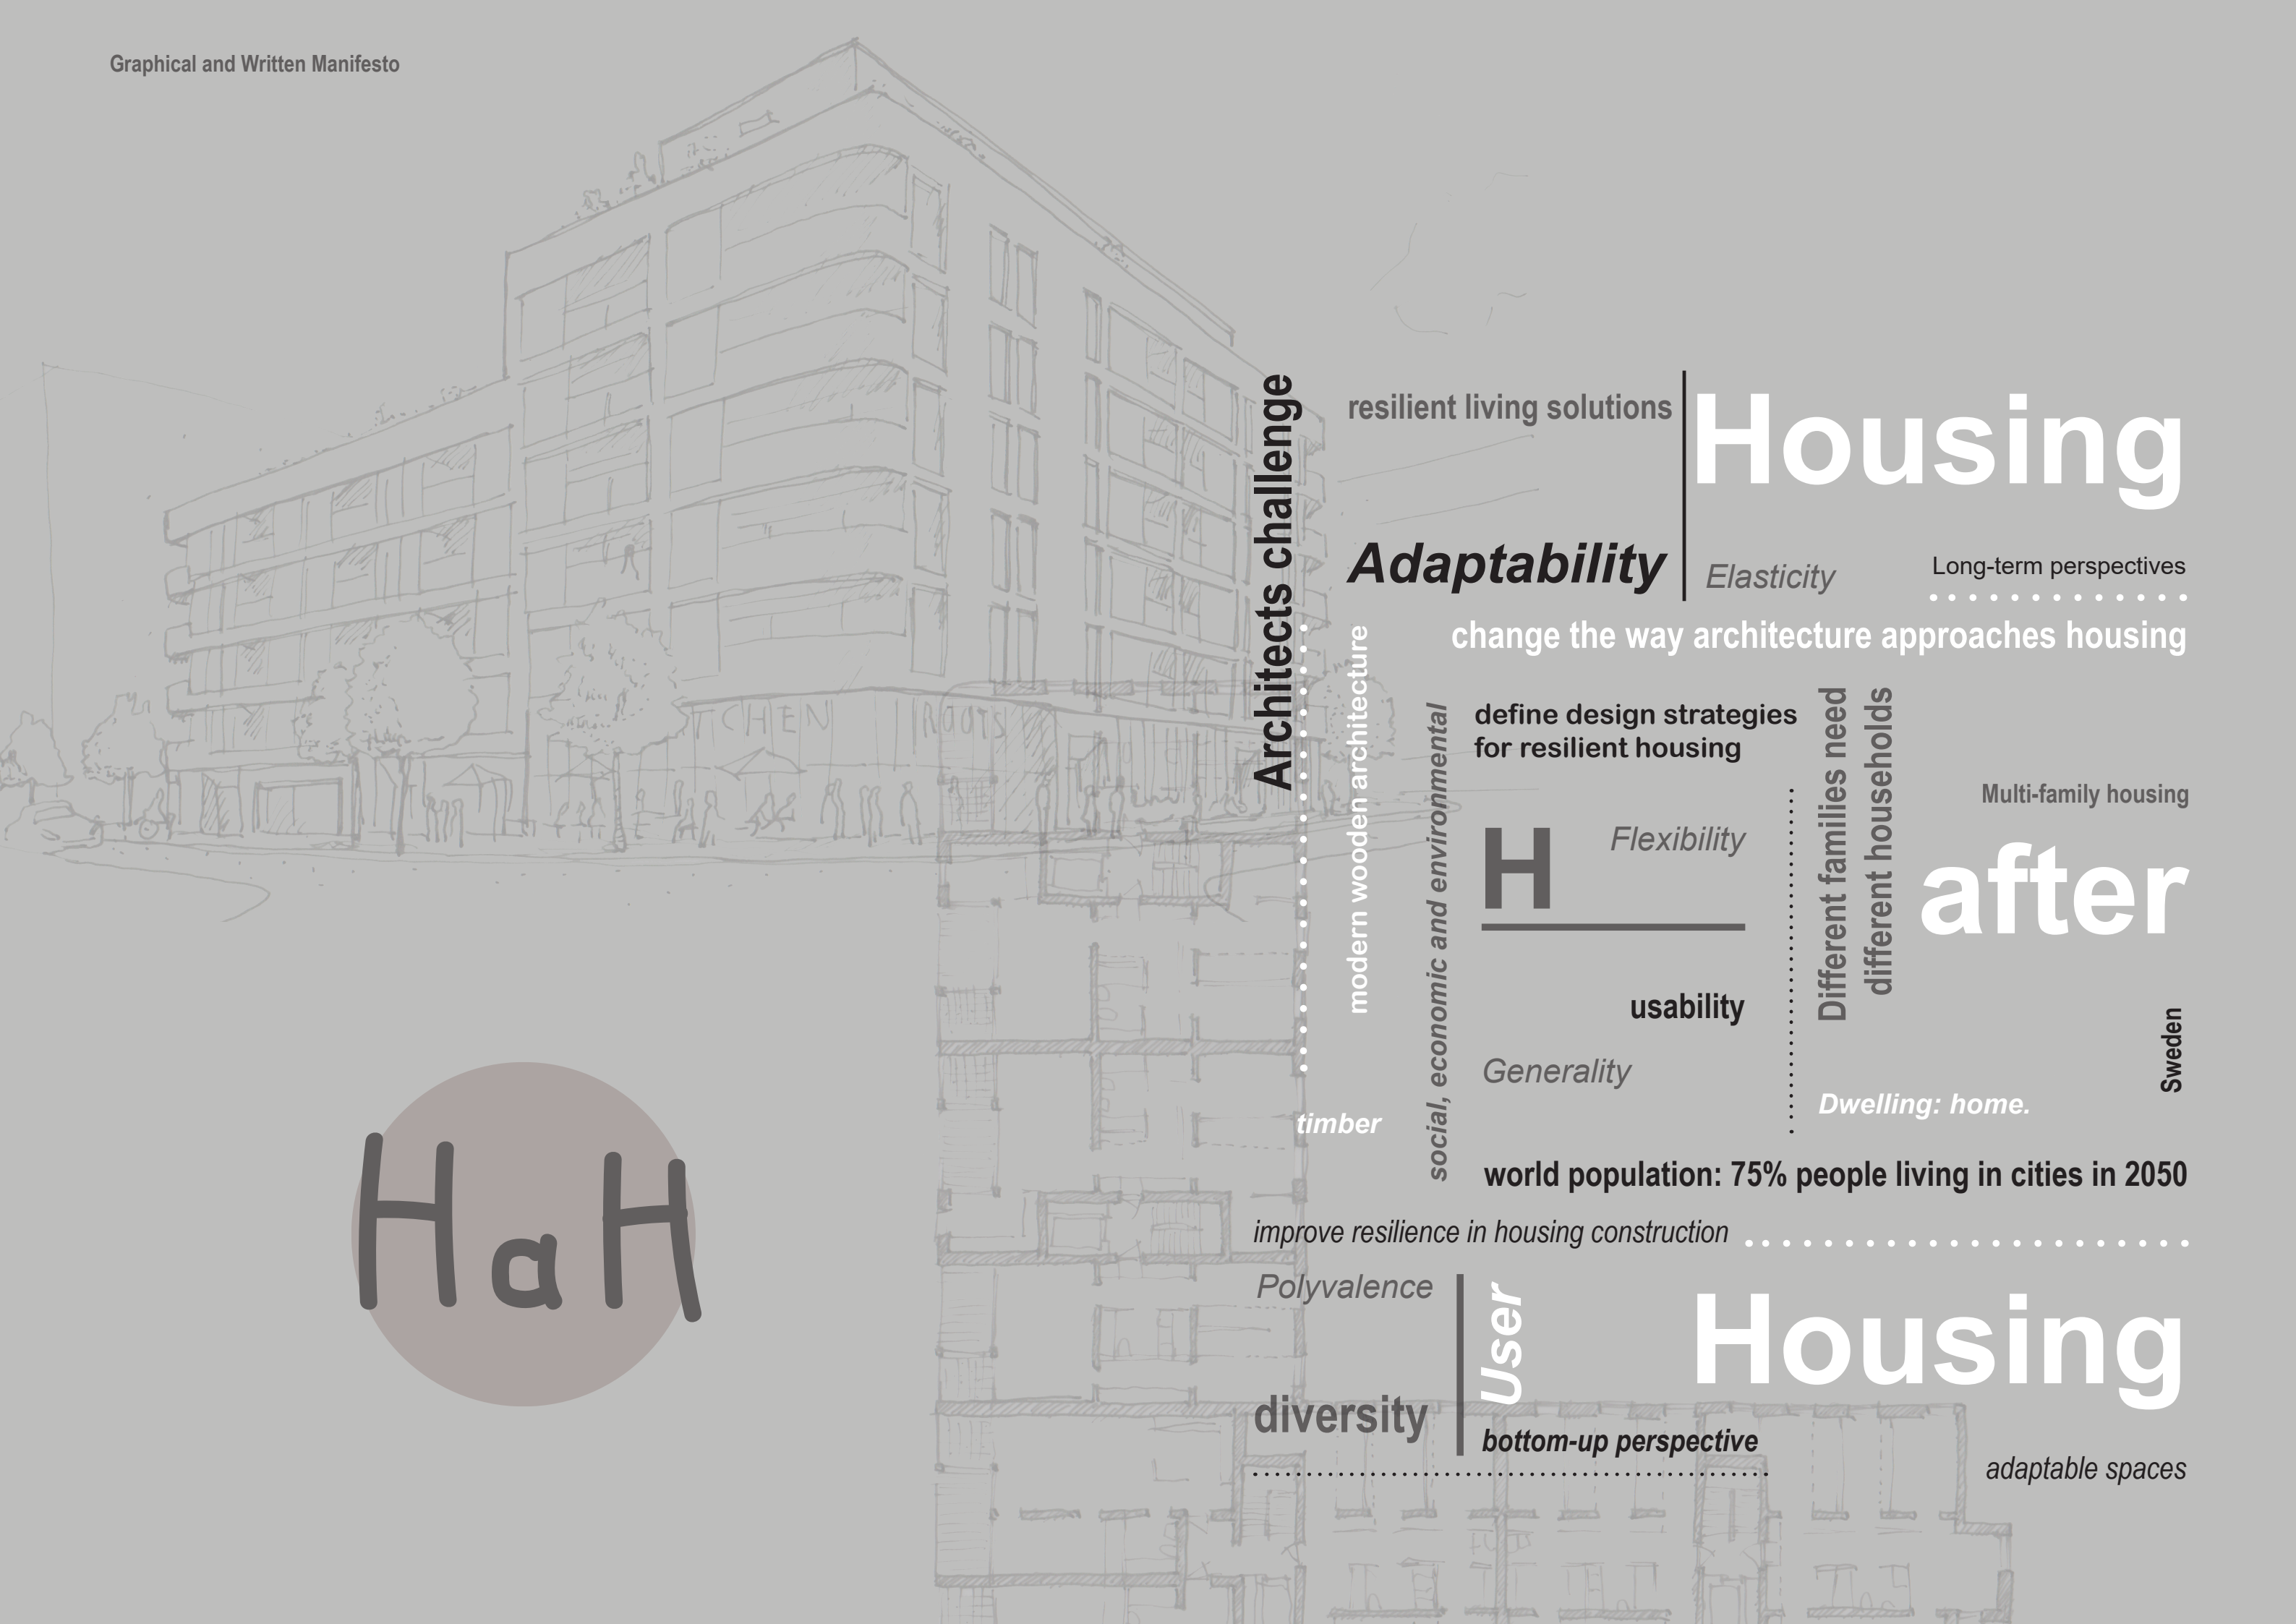 Graphical and Written Manifesto
Architects challenge
resilient living solutions
Housing
Adaptability
Elasticity
Long-term perspectives
change the way architecture approaches housing
modern wooden architecture
social, economic and environmental
define design strategies
for resilient housing
Different families need
different households
Multi-family housing
TCHEN
ROOTS
H
Flexibility
after
usability
Sweden
Generality
Dwelling: home.
timber
world population: 75% people living in cities in 2050
improve resilience in housing construction
HaH
Polyvalence
User
Housing
diversity
bottom-up perspective
adaptable spaces